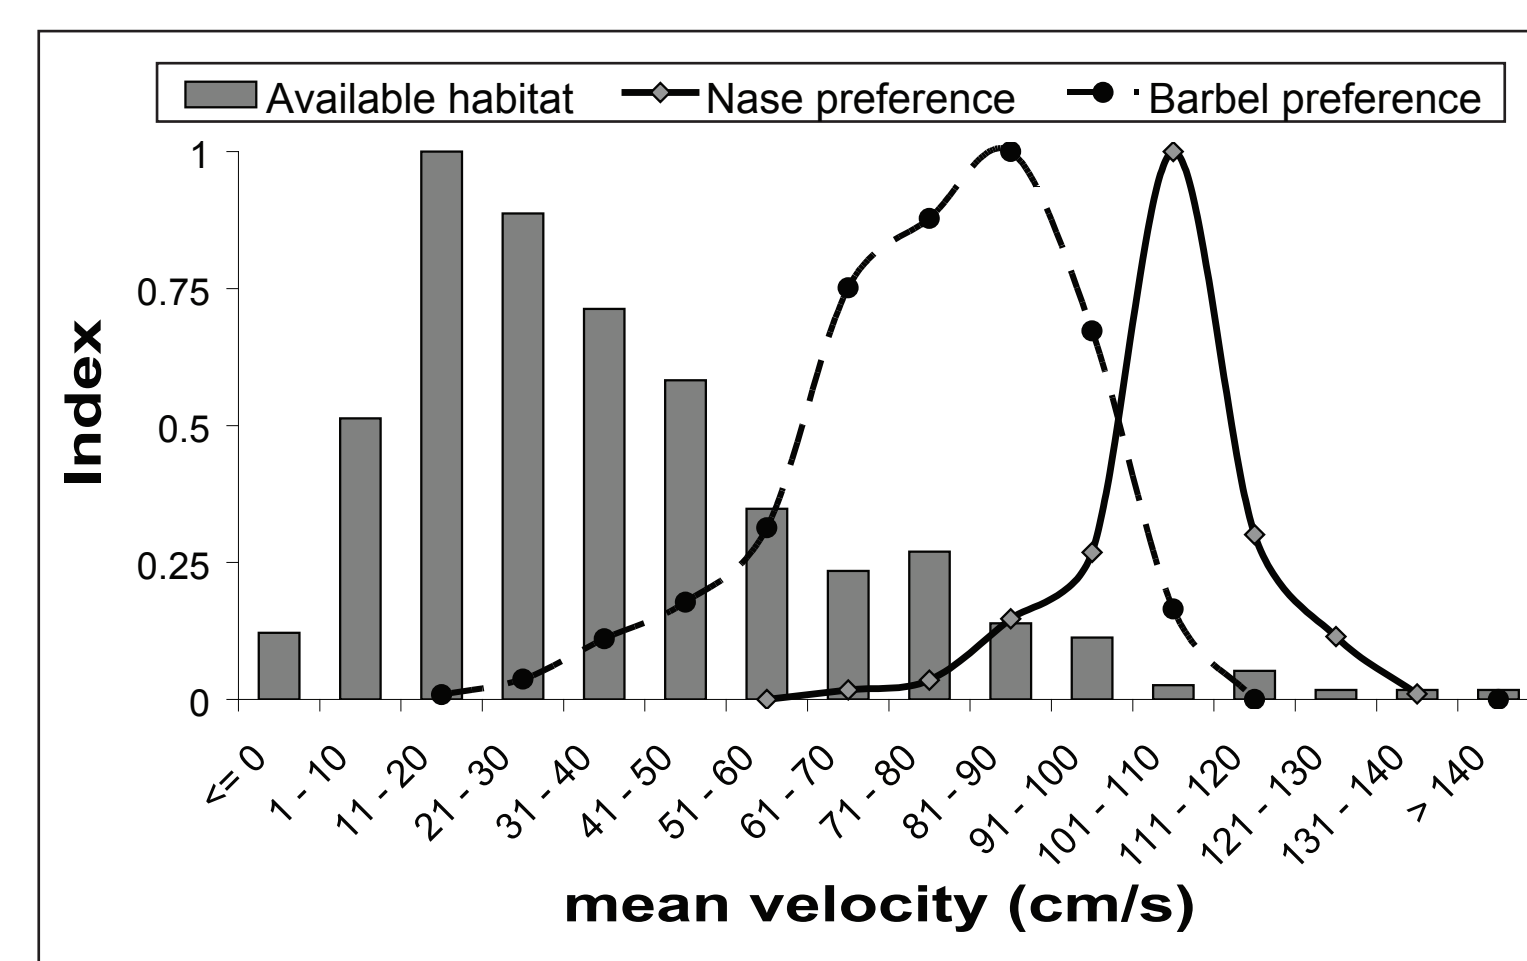 Available habitat Nase preference Barbel preference
1
0.75
0.5
0.25
0
Index
<= 0
1 - 10
11 - 20
21 - 30
31 - 40
41 - 50
51 - 60
61 - 70
71 - 80
81 - 90
91 - 100
101 - 110
111 - 120
121 - 130
131 - 140
> 140
mean velocity (cm/s)